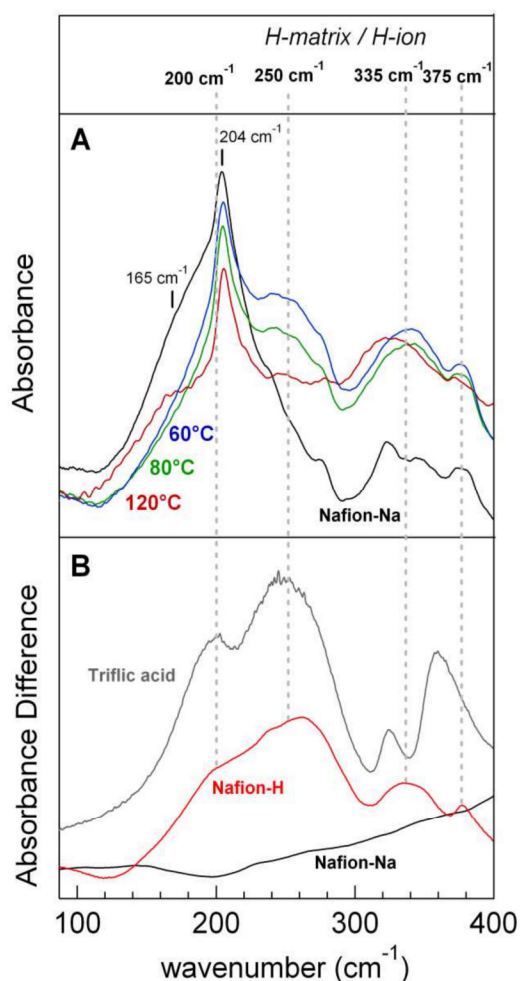 H-matrix / H-ion
200 cm⁻¹ 250 cm⁻¹ 335 cm⁻¹ 375 cm⁻¹
A
204 cm⁻¹
165 cm⁻¹
Absorbance
60°C
80°C
120°C
Nafion-Na
B
Absorbance Difference
Triflic acid
Nafion-H
Nafion-Na
100 200 300 400
wavenumber (cm⁻¹)